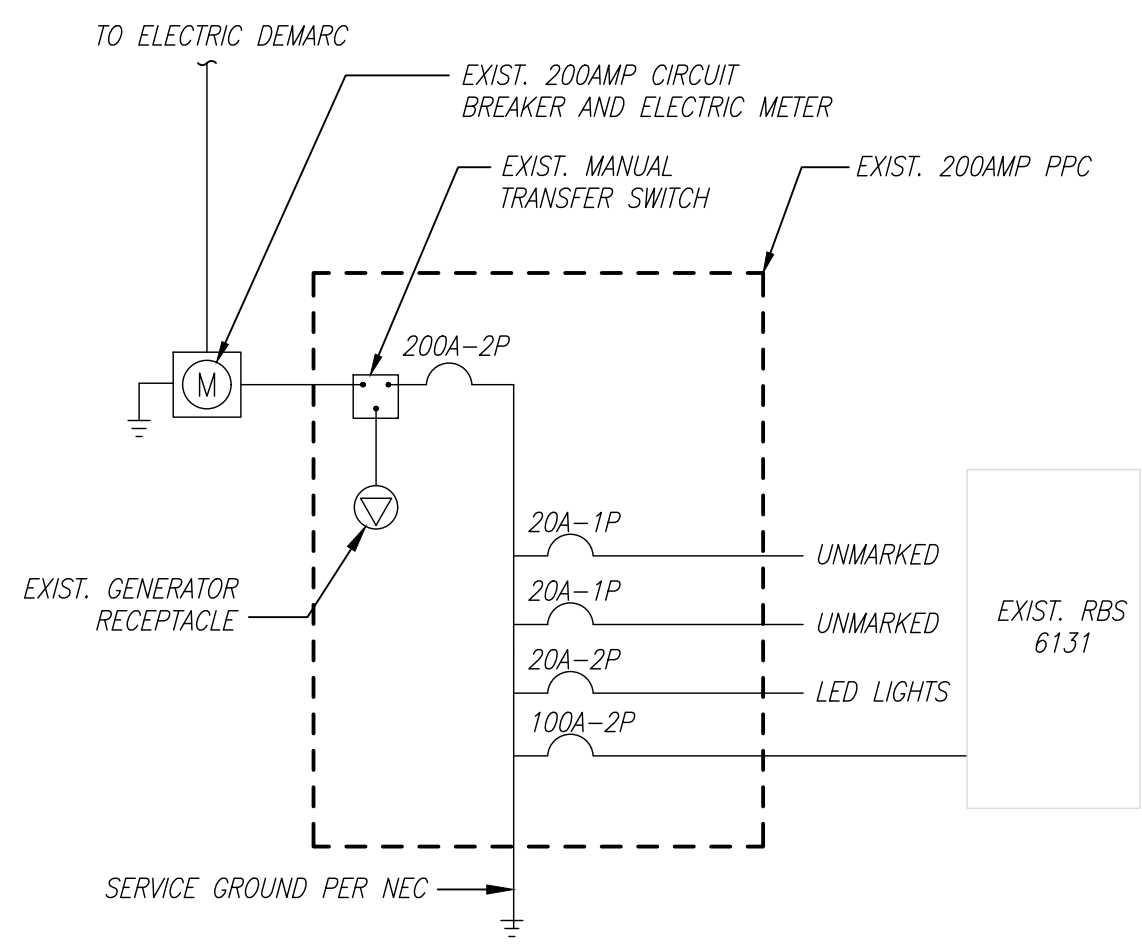 TO ELECTRIC DEMARC
EXIST. 200AMP CIRCUIT
BREAKER AND ELECTRIC METER
EXIST. MANUAL
TRANSFER SWITCH
EXIST. 200AMP PPC
200A-2P
M
20A-1P
UNMARKED
EXIST. GENERATOR
RECEPTACLE
20A-1P
UNMARKED
EXIST. RBS
6131
20A-2P
LED LIGHTS
100A-2P
SERVICE GROUND PER NEC